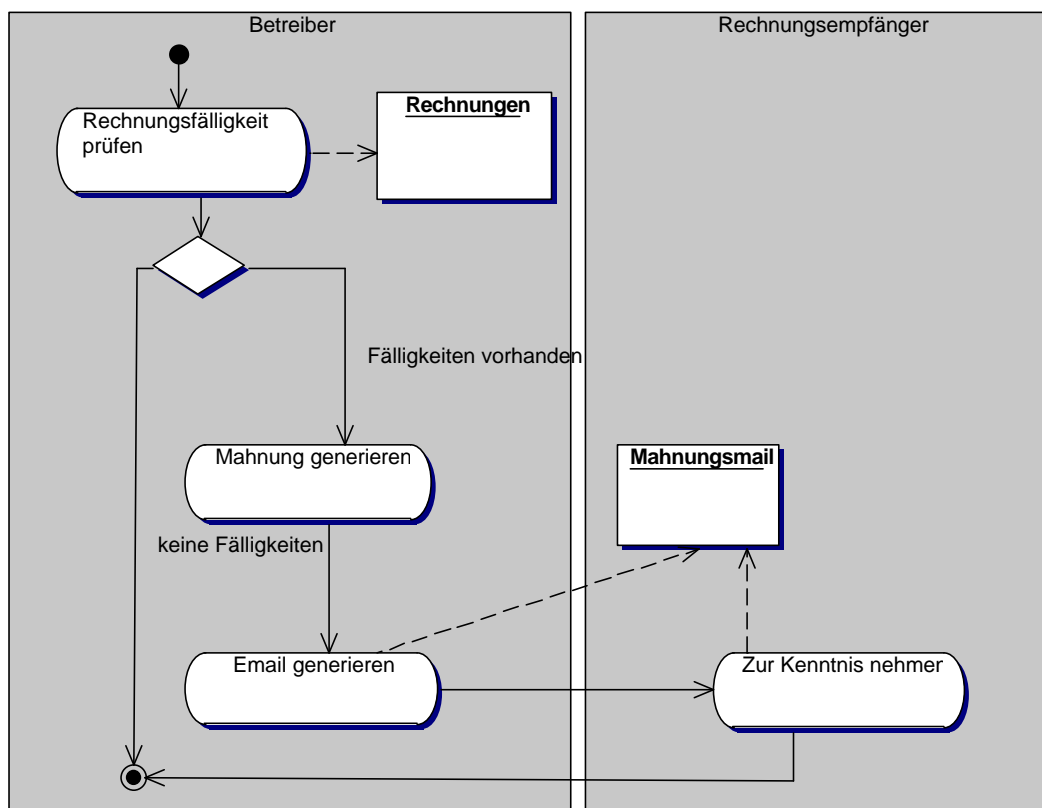 Betreiber
Rechnungsempfänger
Rechnungsfälligkeit
prüfen
Rechnungen
Fälligkeiten vorhanden
Mahnung generieren
Mahnungsmail
keine Fälligkeiten
Email generieren
Zur Kenntnis nehmer